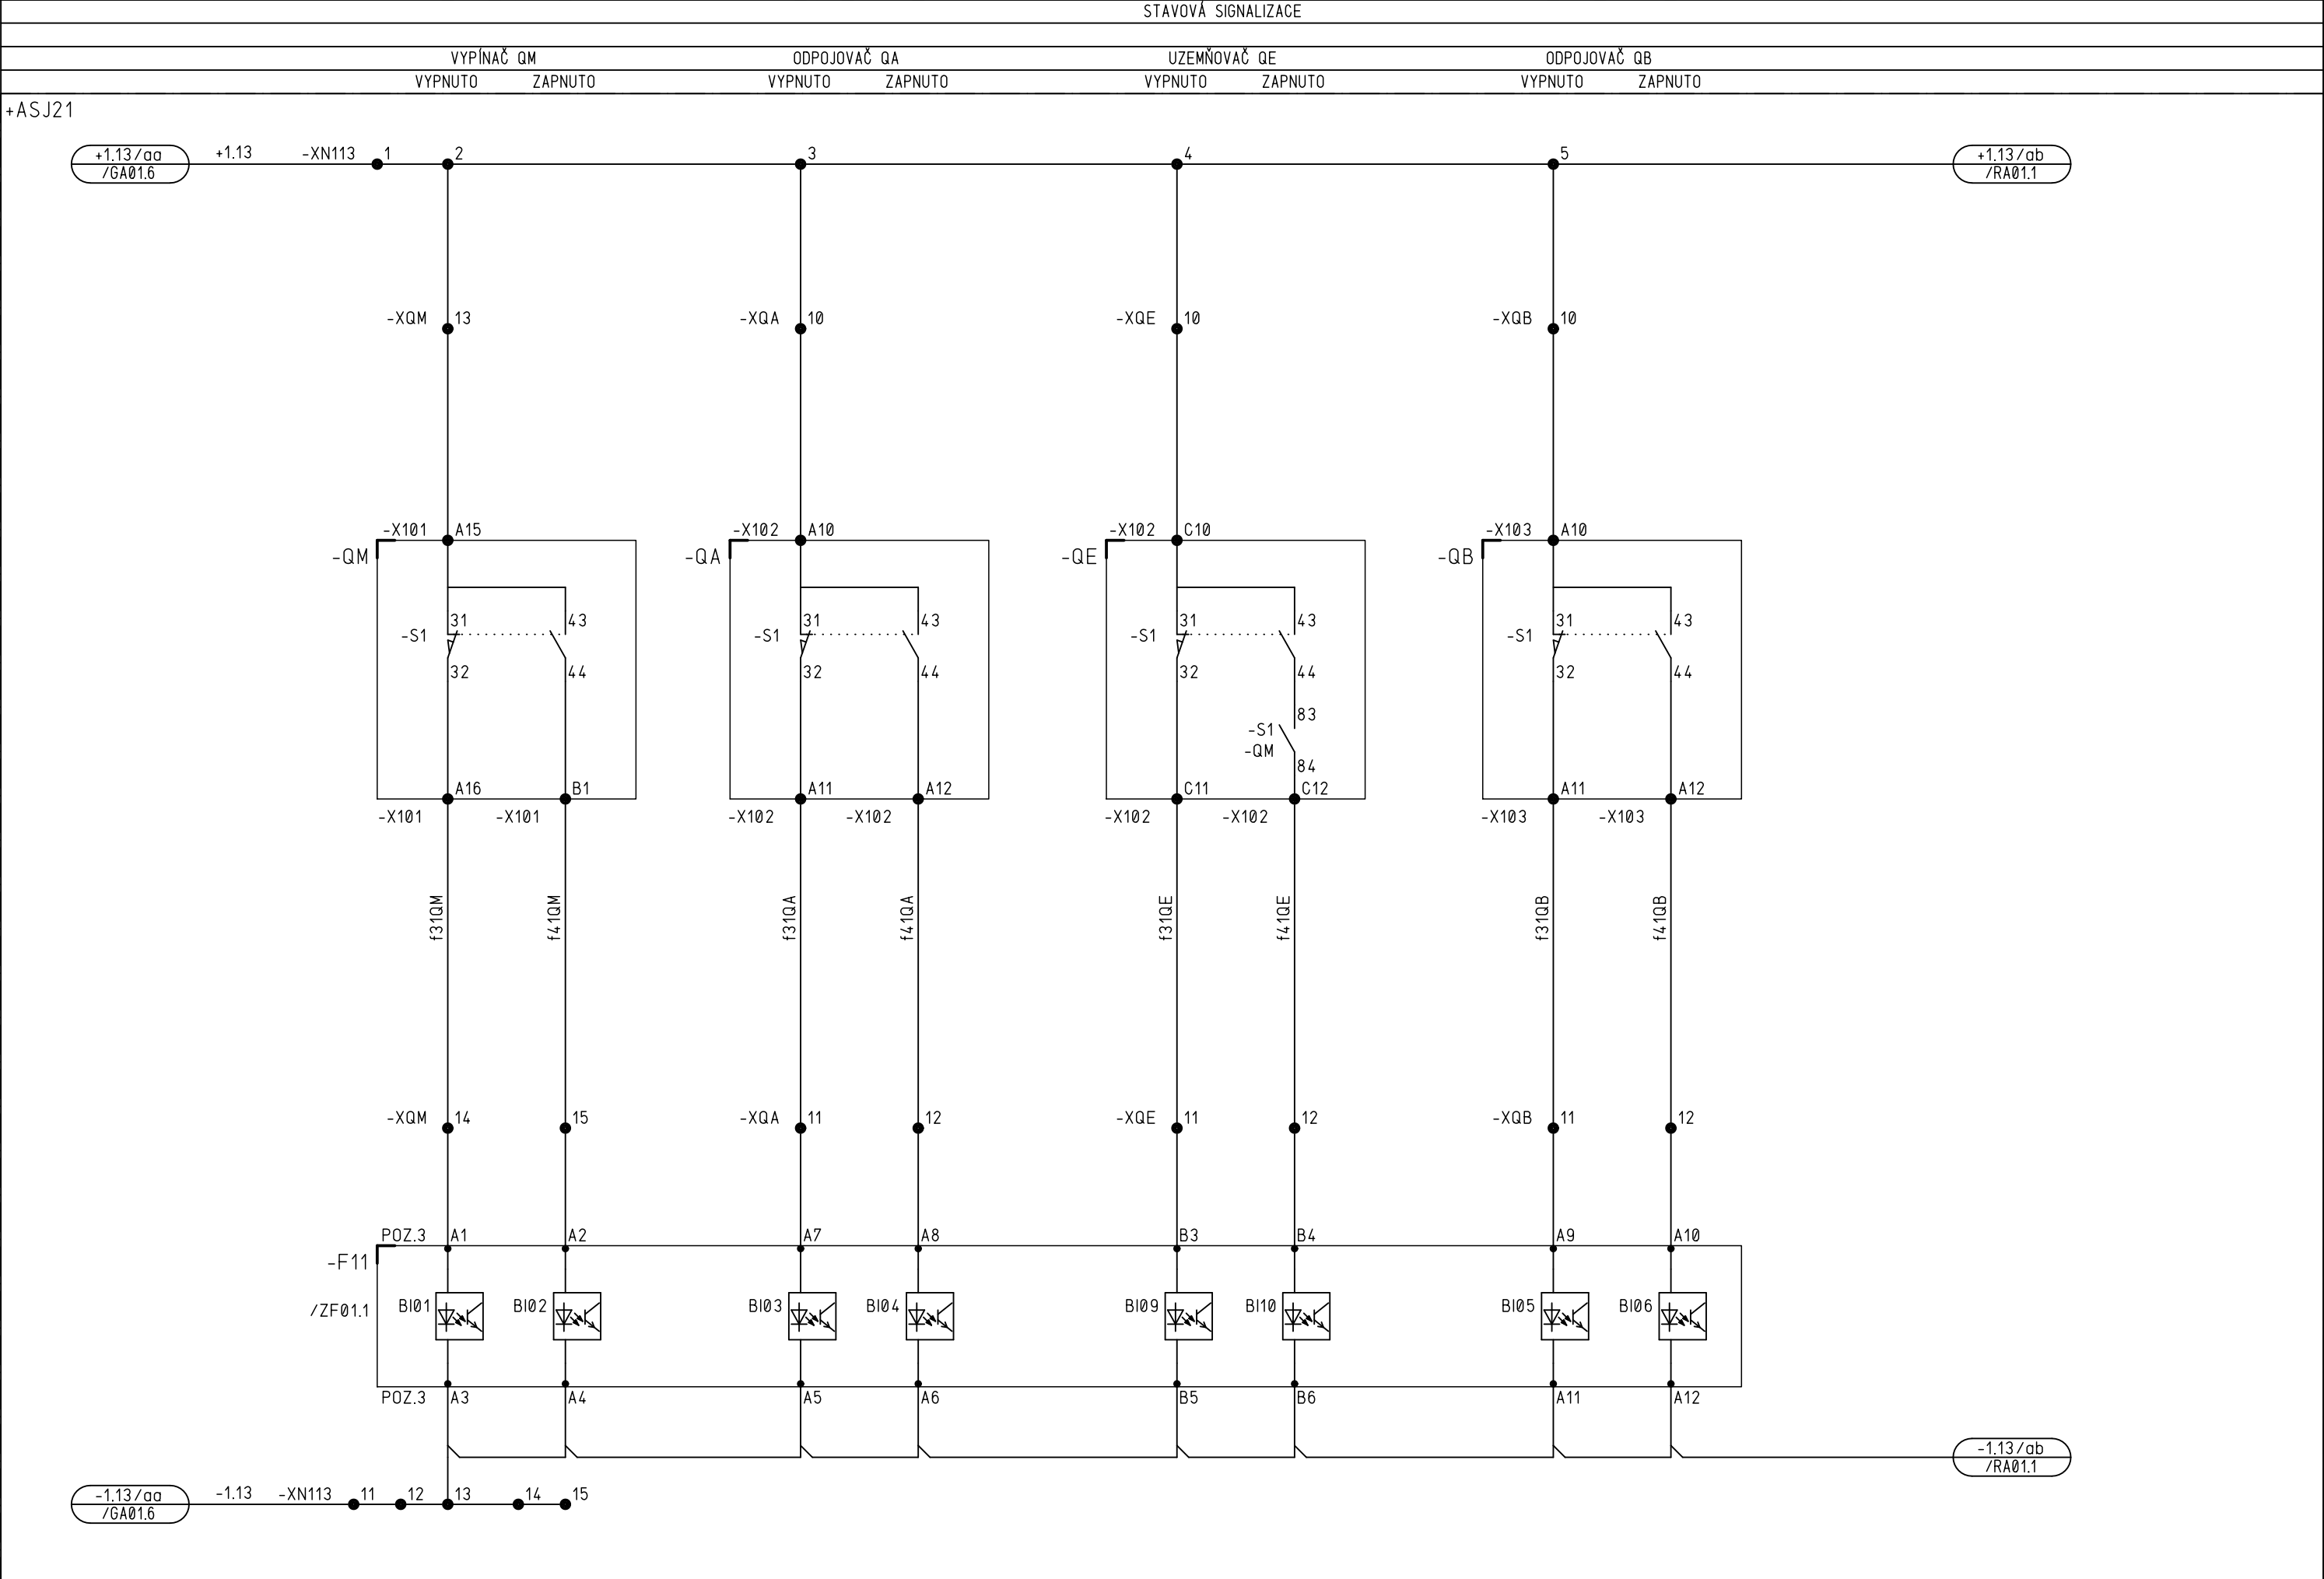 STAVOVÁ SIGNALIZACE
VYPÍNAČ QM ODPOJOVAČ QA UZEMŇOVAČ QE ODPOJOVAČ QB
VYPNUTO ZAPNUTO VYPNUTO ZAPNUTO VYPNUTO ZAPNUTO VYPNUTO ZAPNUTO
+ASJ21
+1.13/aa +1.13 -XN113 1 2 3 4 5 +1.13/ab
/GA01.6 /RA01.1
-XQM 13 -XQA 10 -XQE 10 -XQB 10
-X101 A15 -X102 A10 -X102 C10 -X103 A10
-QM -QA -QE -QB
31 43 31 43 31 43 31 43
-S1 -S1 -S1 -S1
32 44 32 44 32 44 32 44
83
-S1
-QM
84
A16 B1 A11 A12 C11 C12 A11 A12
-X101 -X101 -X102 -X102 -X102 -X102 -X103 -X103
f31QM f41QM f31QA f41QA f31QE f41QE f31QB f41QB
-XQM 14 15 -XQA 11 12 -XQE 11 12 -XQB 11 12
POZ.3 A1 A2 A7 A8 B3 B4 A9 A10
-F11
/ZF01.1 BI01 BI02 BI03 BI04 BI09 BI10 BI05 BI06
POZ.3 A3 A4 A5 A6 B5 B6 A11 A12
-1.13/ab
/RA01.1
-1.13/aa -1.13 -XN113 11 12 13 14 15
/GA01.6